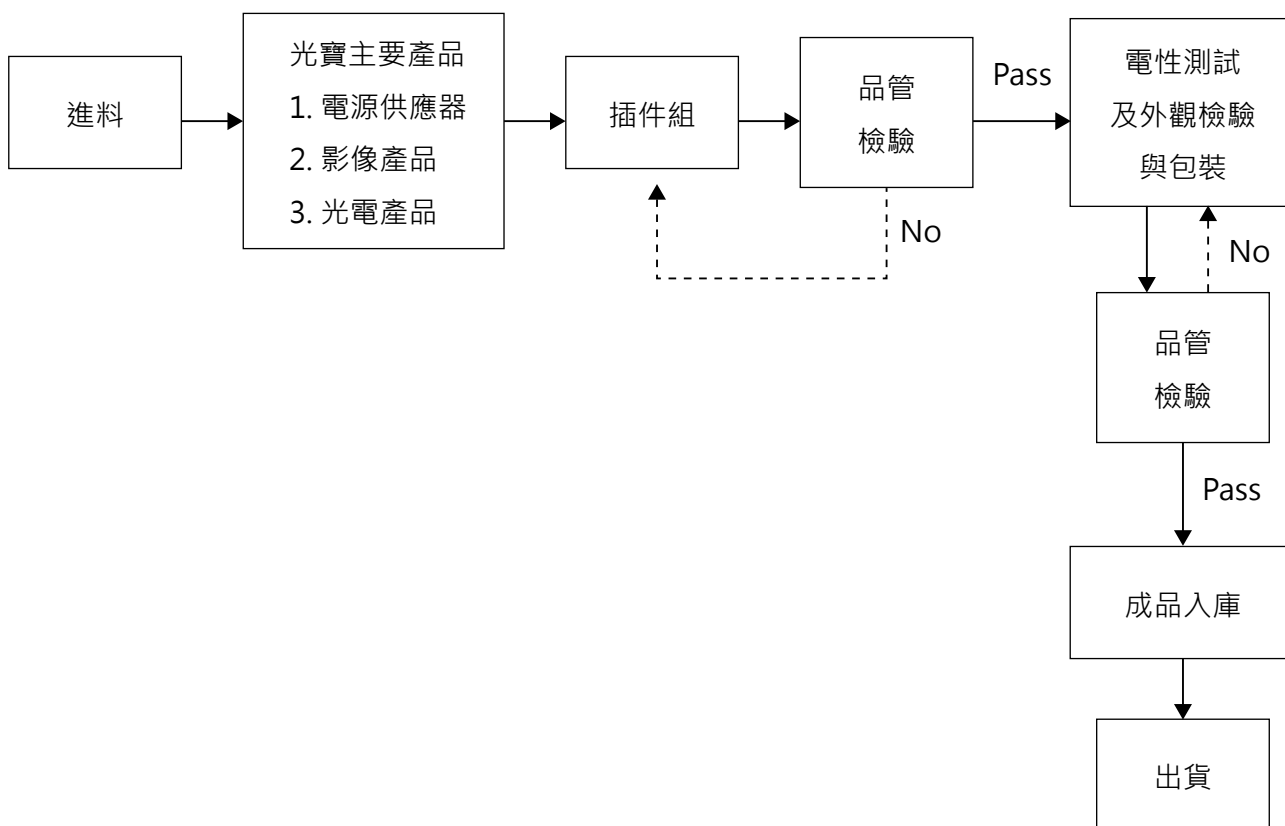 進料
光寶主要產品
1. 電源供應器
2. 影像產品
3. 光電產品
插件組
品管
檢驗
Pass
No
電性測試
及外觀檢驗
與包裝
No
品管
檢驗
Pass
成品入庫
出貨